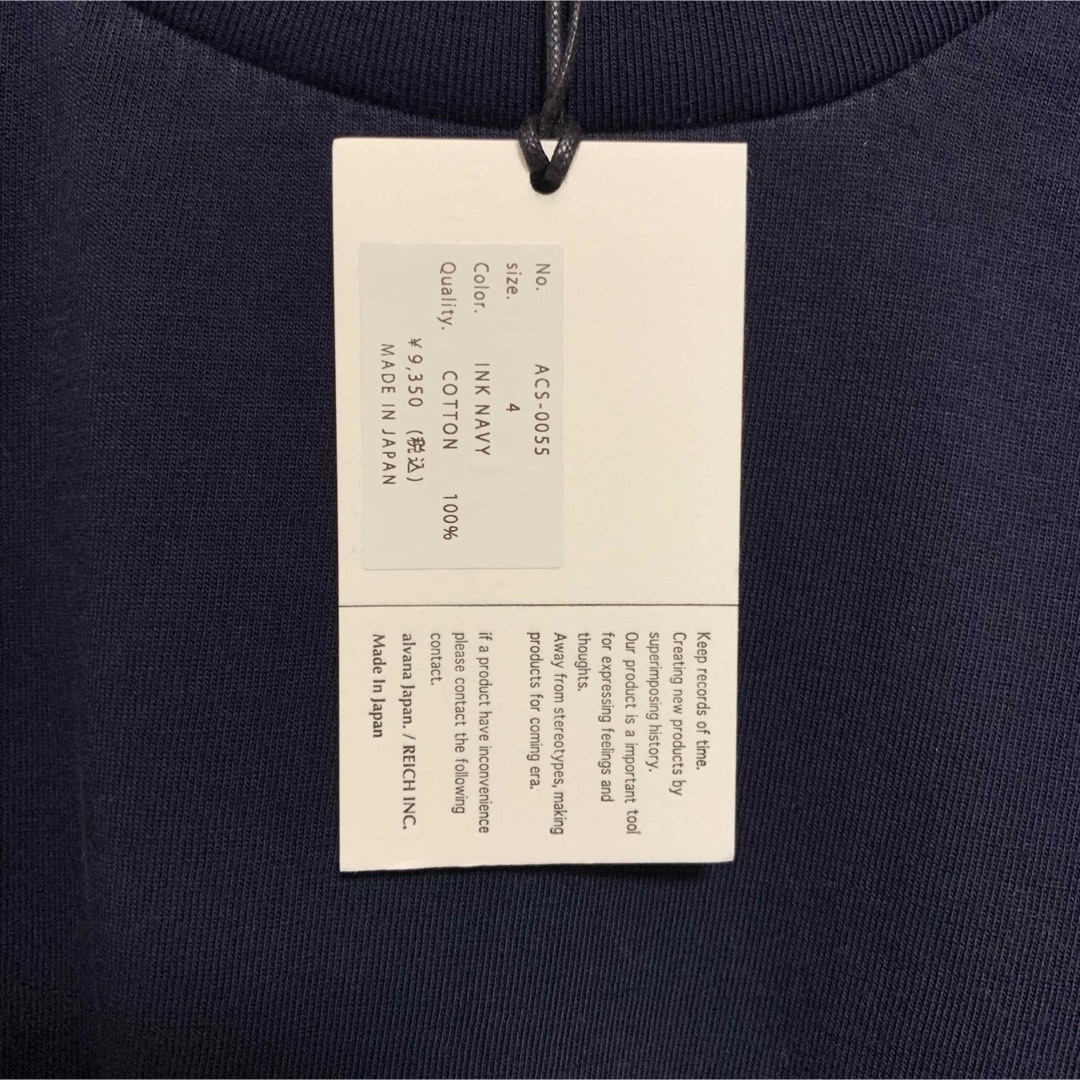 No. ACS-0055
size. 4
Color. INK NAVY
Quality. COTTON 100%
¥9,350 (税込)
MADE IN JAPAN
Keep records of time.
Creating new products by
superimposing history.
Our product is a important tool
for expressing feelings and
thoughts.
Away from stereotypes, making
products for coming era.
if a product have inconvenience
please contact the following
contact.
alvana Japan. / REICH INC.
Made In Japan